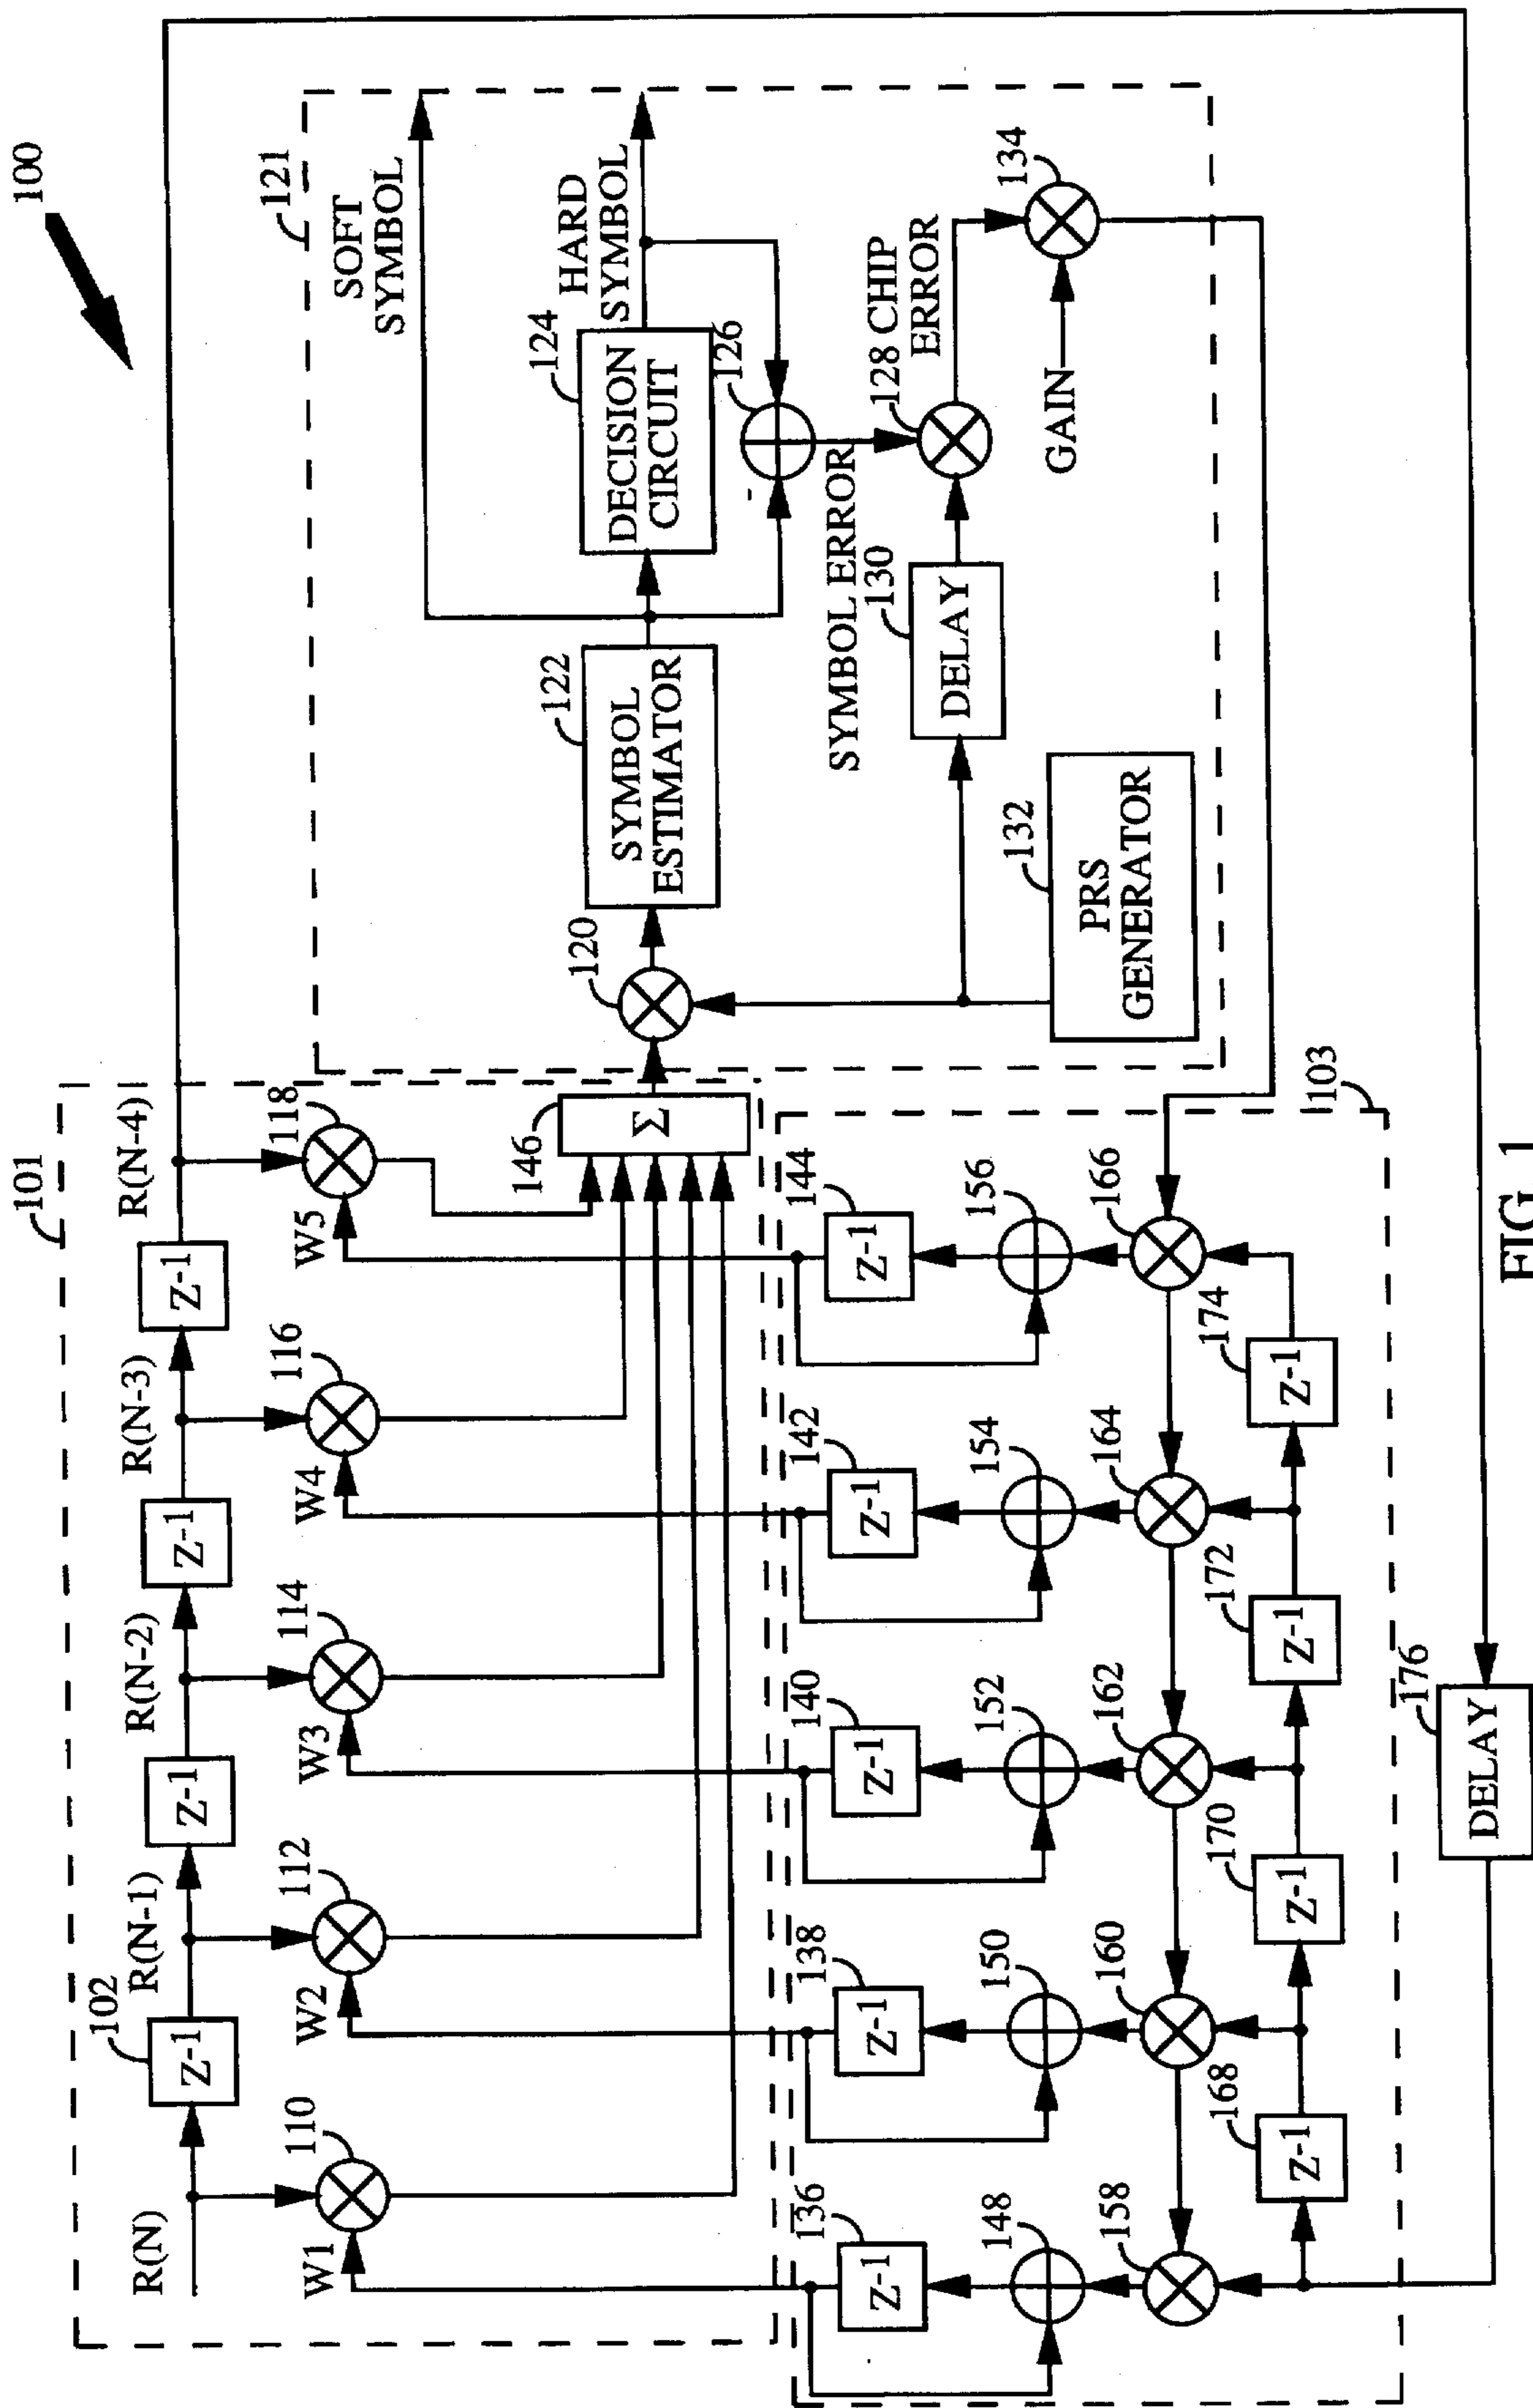 100
101
R(N)
102
R(N-1)
R(N-2)
R(N-3)
R(N-4)
Z-1
Z-1
Z-1
Z-1
W1
110
W2
112
W3
114
W4
116
W5
118
146
Σ
121
SOFT
SYMBOL
120
122
SYMBOL
ESTIMATOR
124
DECISION
CIRCUIT
HARD
SYMBOL
126
-
SYMBOL ERROR
128
CHIP
ERROR
130
DELAY
GAIN
134
132
PRS
GENERATOR
103
136
Z-1
138
Z-1
140
Z-1
142
Z-1
144
Z-1
148
150
152
154
156
158
160
162
164
166
168
Z-1
170
Z-1
172
Z-1
174
Z-1
176
DELAY
FIG. 1